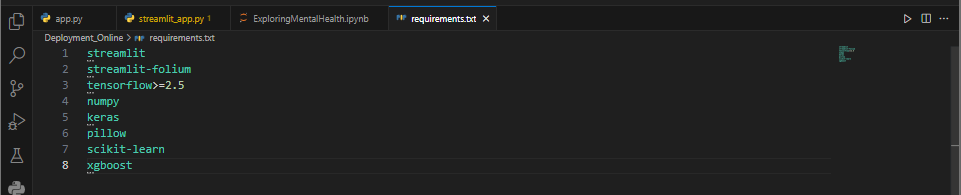 app.py streamlit_app.py 1 ExploringMentalHealth.ipynb requirements.txt
Deployment_Online > requirements.txt
1 streamlit
2 streamlit-folium
3 tensorflow>=2.5
4 numpy
5 keras
6 pillow
7 scikit-learn
8 xgboost